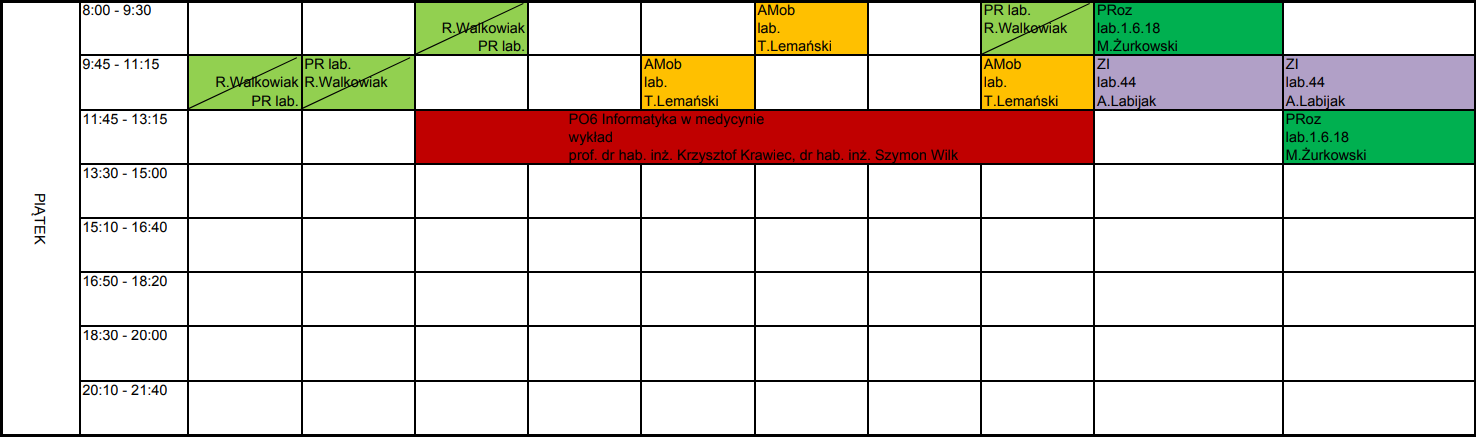 8:00 - 9:30
R.Walkowiak
PR lab.
AMob
lab.
T.Lemański
PR lab.
R.Walkowiak
PRoz
lab.1.6.18
M.Żurkowski
9:45 - 11:15
R.Walkowiak
PR lab.
PR lab.
R.Walkowiak
AMob
lab.
T.Lemański
AMob
lab.
T.Lemański
ZI
lab.44
A.Labijak
ZI
lab.44
A.Labijak
11:45 - 13:15
PO6 Informatyka w medycynie
wykład
prof. dr hab. inż. Krzysztof Krawiec, dr hab. inż. Szymon Wilk
PRoz
lab.1.6.18
M.Żurkowski
13:30 - 15:00
PIĄTEK
15:10 - 16:40
16:50 - 18:20
18:30 - 20:00
20:10 - 21:40